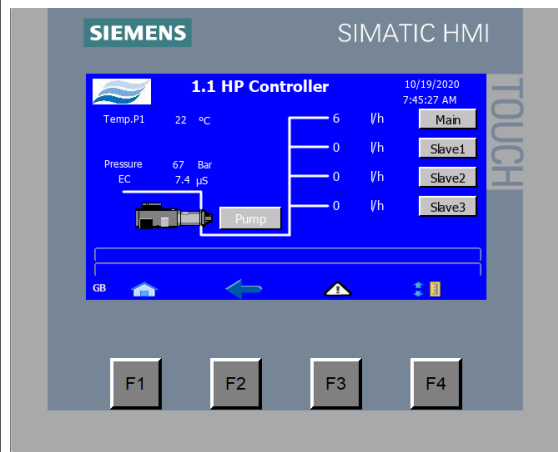 SIEMENS SIMATIC HMI
TOUCH
1.1 HP Controller
10/19/2020
7:45:27 AM
Temp.P1 22 ºC
6 l/h Main
0 l/h Slave1
Pressure 67 Bar
0 l/h Slave2
EC 7.4 µS
0 l/h Slave3
Pump
GB
F1 F2 F3 F4